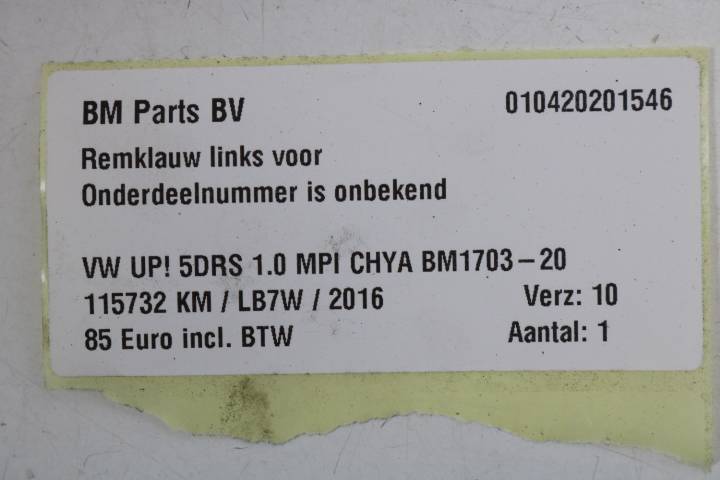 BM Parts BV 010420201546
Remklauw links voor
Onderdeelnummer is onbekend
VW UP! 5DRS 1.0 MPI CHYA BM1703-20
115732 KM / LB7W / 2016 Verz: 10
85 Euro incl. BTW Aantal: 1